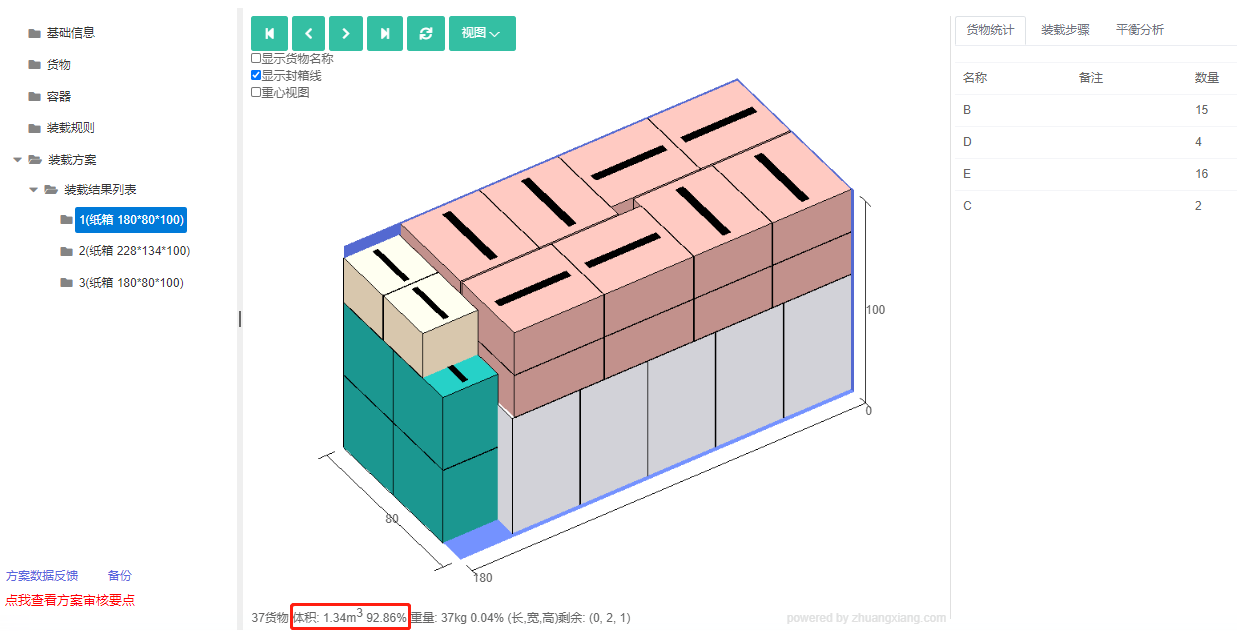 基础信息
货物
容器
装载规则
装载方案
装载结果列表
1(纸箱 180*80*100)
2(纸箱 228*134*100)
3(纸箱 180*80*100)
方案数据反馈 备份
点我查看方案审核要点
视图
显示货物名称
显示封箱线
重心视图
100
0
80
180
37货物 体积: 1.34m³ 92.86% 重量: 37kg 0.04% (长,宽,高)剩余: (0, 2, 1)
powered by zhuangxiang.com
货物统计 装载步骤 平衡分析
名称 备注 数量
B 15
D 4
E 16
C 2